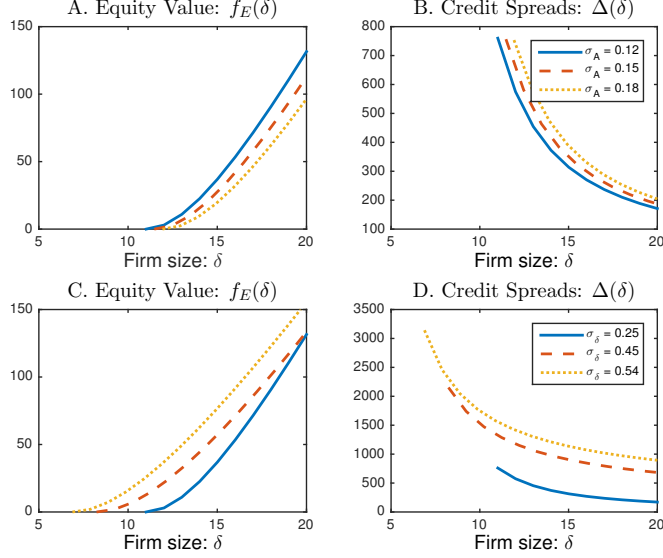 A. Equity Value: f_E(δ)
150
100
50
0
5
10
15
20
Firm size: δ
B. Credit Spreads: Δ(δ)
800
700
600
500
400
300
200
100
σ_A = 0.12
σ_A = 0.15
σ_A = 0.18
5
10
15
20
Firm size: δ
C. Equity Value: f_E(δ)
150
100
50
0
5
10
15
20
Firm size: δ
D. Credit Spreads: Δ(δ)
3500
3000
2500
2000
1500
1000
500
0
σ_δ = 0.25
σ_δ = 0.45
σ_δ = 0.54
5
10
15
20
Firm size: δ